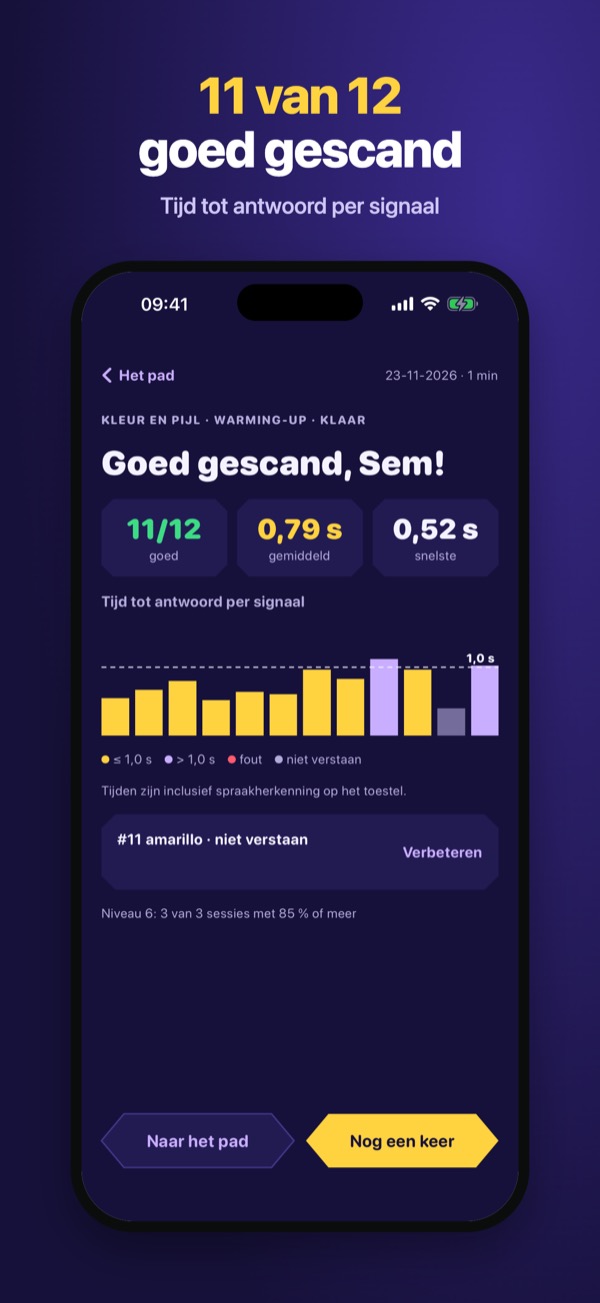 11 van 12
goed gescand
Tijd tot antwoord per signaal
09:41
Het pad
23-11-2026 · 1 min
KLEUR EN PIJL · WARMING-UP · KLAAR
Goed gescand, Sem!
11/12
goed
0,79 s
gemiddeld
0,52 s
snelste
Tijd tot antwoord per signaal
1,0 s
≤ 1,0 s
> 1,0 s
fout
niet verstaan
Tijden zijn inclusief spraakherkenning op het toestel.
#11 amarillo · niet verstaan
Verbeteren
Niveau 6: 3 van 3 sessies met 85 % of meer
Naar het pad
Nog een keer